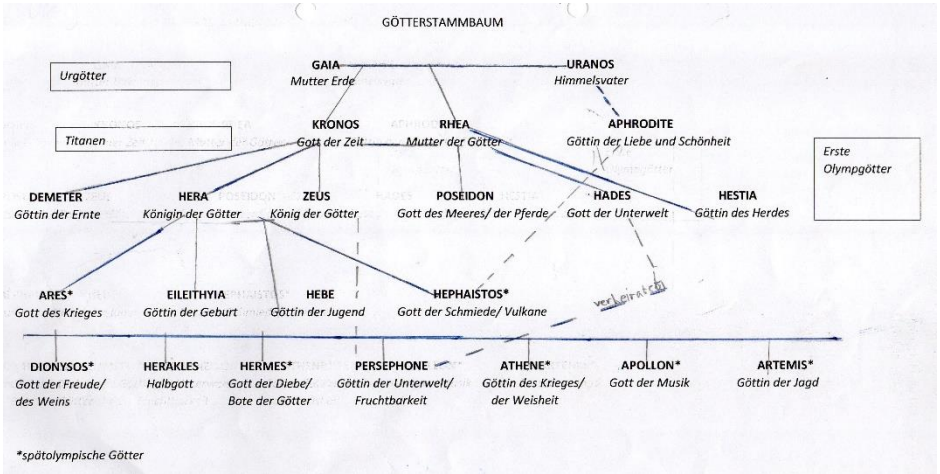 GÖTTERSTAMMBAUM
Urgötter
GAIA
Mutter Erde
URANOS
Himmelsvater
Titanen
KRONOS
Gott der Zeit
RHEA
Mutter der Götter
APHRODITE
Göttin der Liebe und Schönheit
Erste
Olympgötter
DEMETER
Göttin der Ernte
HERA
Königin der Götter
ZEUS
König der Götter
POSEIDON
Gott des Meeres/ der Pferde
HADES
Gott der Unterwelt
HESTIA
Göttin des Herdes
verheiratet
ARES*
Gott des Krieges
EILEITHYIA
Göttin der Geburt
HEBE
Göttin der Jugend
HEPHAISTOS*
Gott der Schmiede/ Vulkane
DIONYSOS*
Gott der Freude/
des Weins
HERAKLES
Halbgott
HERMES*
Gott der Diebe/
Bote der Götter
PERSEPHONE
Göttin der Unterwelt/
Fruchtbarkeit
ATHENE*
Göttin des Krieges/
der Weisheit
APOLLON*
Gott der Musik
ARTEMIS*
Göttin der Jagd
*spätolympische Götter